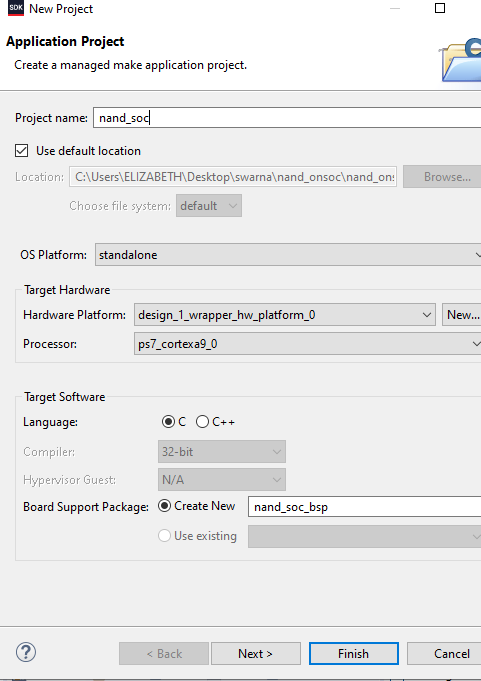 SDK New Project
Application Project
Create a managed make application project.
Project name: nand_soc
Use default location
Location: C:\Users\ELIZABETH\Desktop\swarna\nand_onsoc\nand_ons Browse...
Choose file system: default
OS Platform: standalone
Target Hardware
Hardware Platform: design_1_wrapper_hw_platform_0 New...
Processor: ps7_cortexa9_0
Target Software
Language: C C++
Compiler: 32-bit
Hypervisor Guest: N/A
Board Support Package: Create New nand_soc_bsp
Use existing
? < Back Next > Finish Cancel